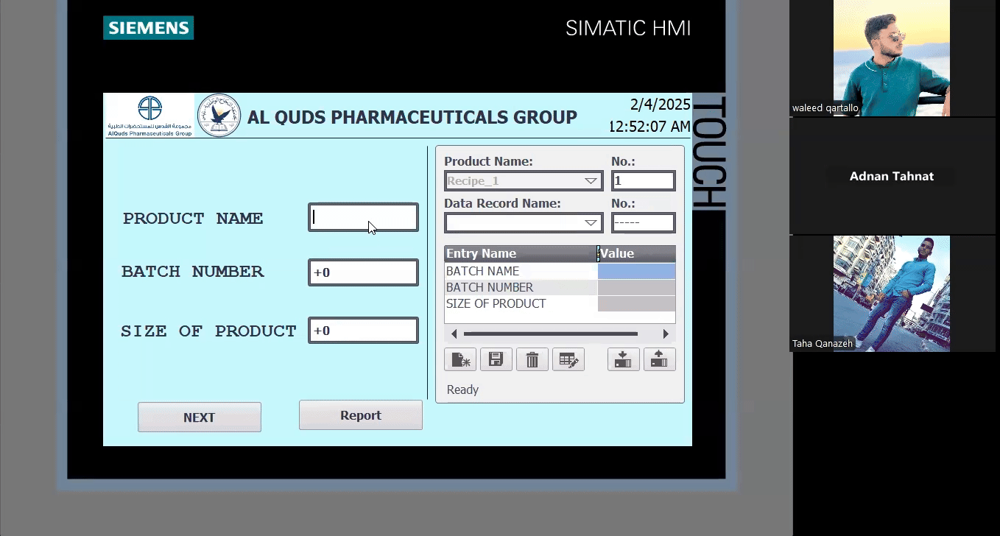 SIEMENS
SIMATIC HMI
TOUCH
مجموعة القدس للمستحضرات الطبية
AlQuds Pharmaceuticals Group
AL QUDS PHARMACEUTICALS GROUP
2/4/2025
12:52:07 AM
PRODUCT NAME
BATCH NUMBER
+0
SIZE OF PRODUCT
+0
NEXT
Report
Product Name:
No.:
Recipe_1
1
Data Record Name:
No.:
-----
Entry Name
Value
BATCH NAME
BATCH NUMBER
SIZE OF PRODUCT
Ready
waleed qartallo
Adnan Tahnat
Taha Qanazeh